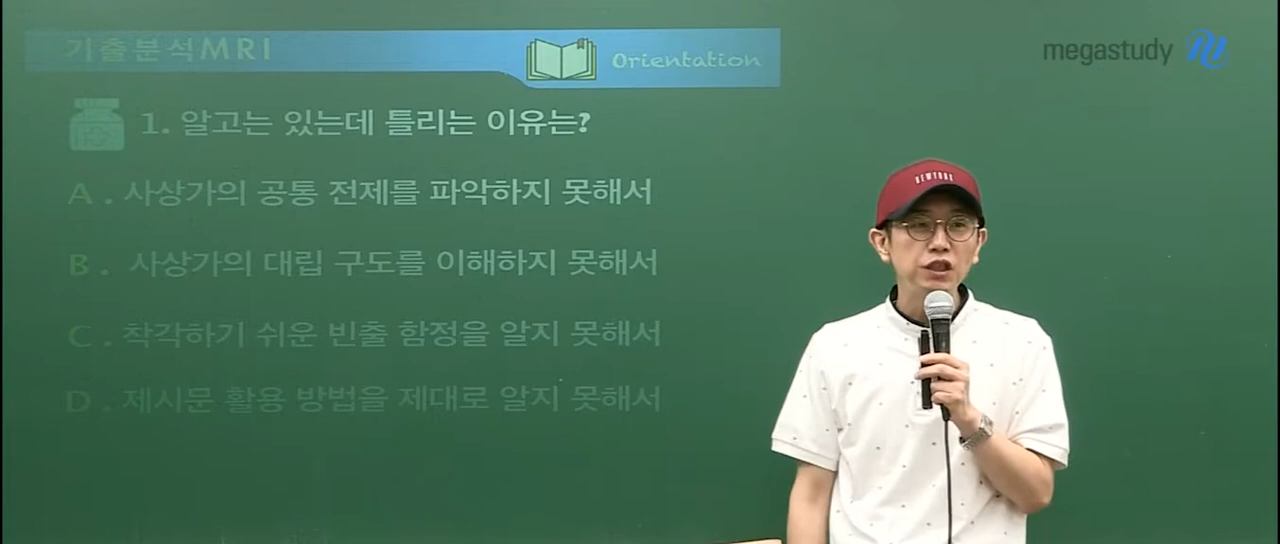 기출분석MRI
Orientation
megastudy
1. 알고는 있는데 틀리는 이유는?
A. 사상가의 공통 전제를 파악하지 못해서
B. 사상가의 대립 구도를 이해하지 못해서
C. 착각하기 쉬운 빈출 함정을 알지 못해서
D. 제시문 활용 방법을 제대로 알지 못해서
NEWYORK